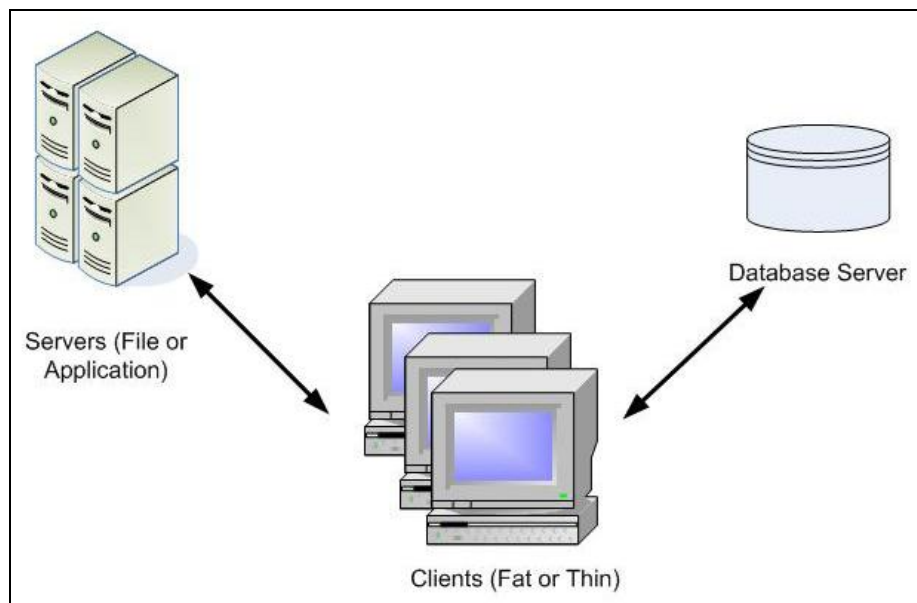 Servers (File or
Application)
Database Server
Clients (Fat or Thin)